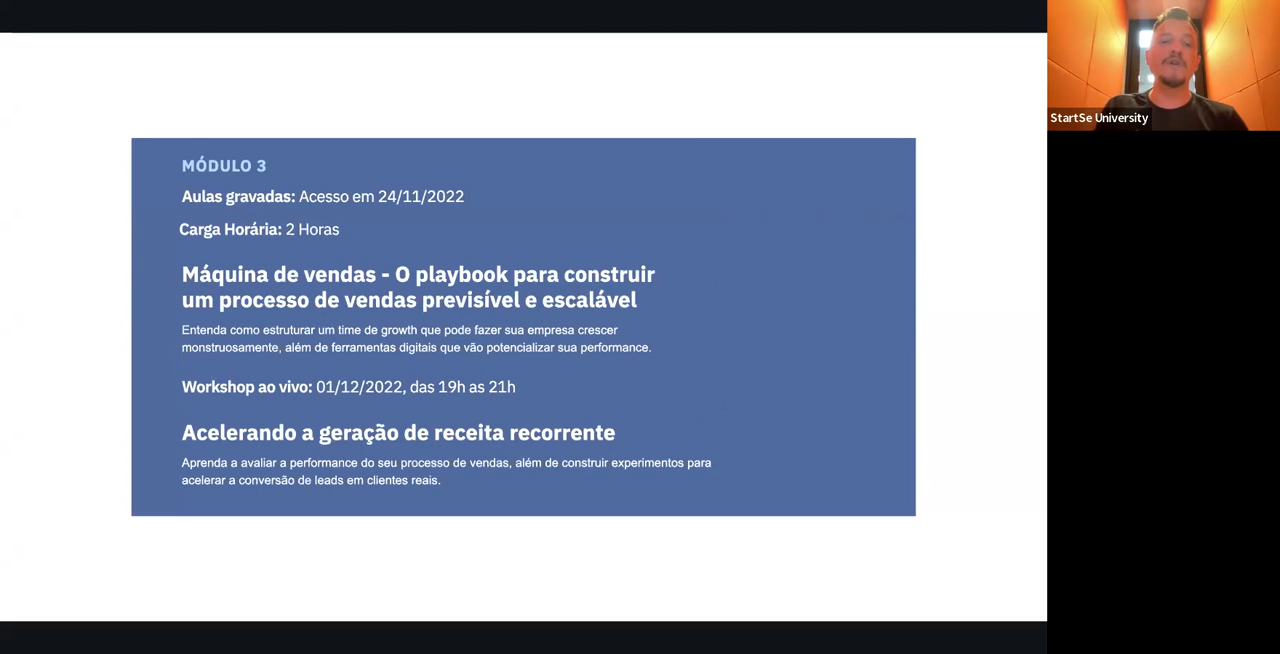 MÓDULO 3
Aulas gravadas: Acesso em 24/11/2022
Carga Horária: 2 Horas
Máquina de vendas - O playbook para construir
um processo de vendas previsível e escalável
Entenda como estruturar um time de growth que pode fazer sua empresa crescer
monstruosamente, além de ferramentas digitais que vão potencializar sua performance.
Workshop ao vivo: 01/12/2022, das 19h as 21h
Acelerando a geração de receita recorrente
Aprenda a avaliar a performance do seu processo de vendas, além de construir experimentos para
acelerar a conversão de leads em clientes reais.
StartSe University